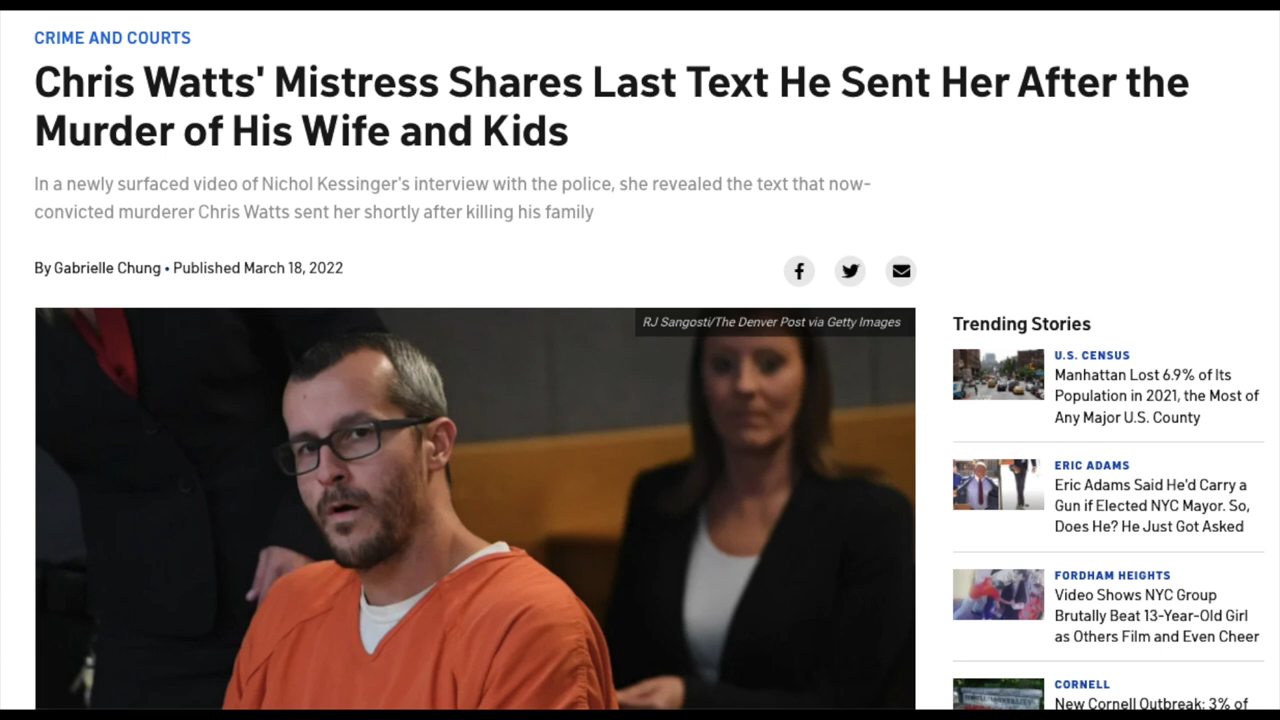 CRIME AND COURTS
Chris Watts' Mistress Shares Last Text He Sent Her After the
Murder of His Wife and Kids
In a newly surfaced video of Nichol Kessinger's interview with the police, she revealed the text that now-
convicted murderer Chris Watts sent her shortly after killing his family
By Gabrielle Chung • Published March 18, 2022
RJ Sangosti/The Denver Post via Getty Images
Trending Stories
U.S. CENSUS
Manhattan Lost 6.9% of Its
Population in 2021, the Most of
Any Major U.S. County
ERIC ADAMS
Eric Adams Said He'd Carry a
Gun if Elected NYC Mayor. So,
Does He? He Just Got Asked
FORDHAM HEIGHTS
Video Shows NYC Group
Brutally Beat 13-Year-Old Girl
as Others Film and Even Cheer
CORNELL
New Cornell Outbreak: 3% of